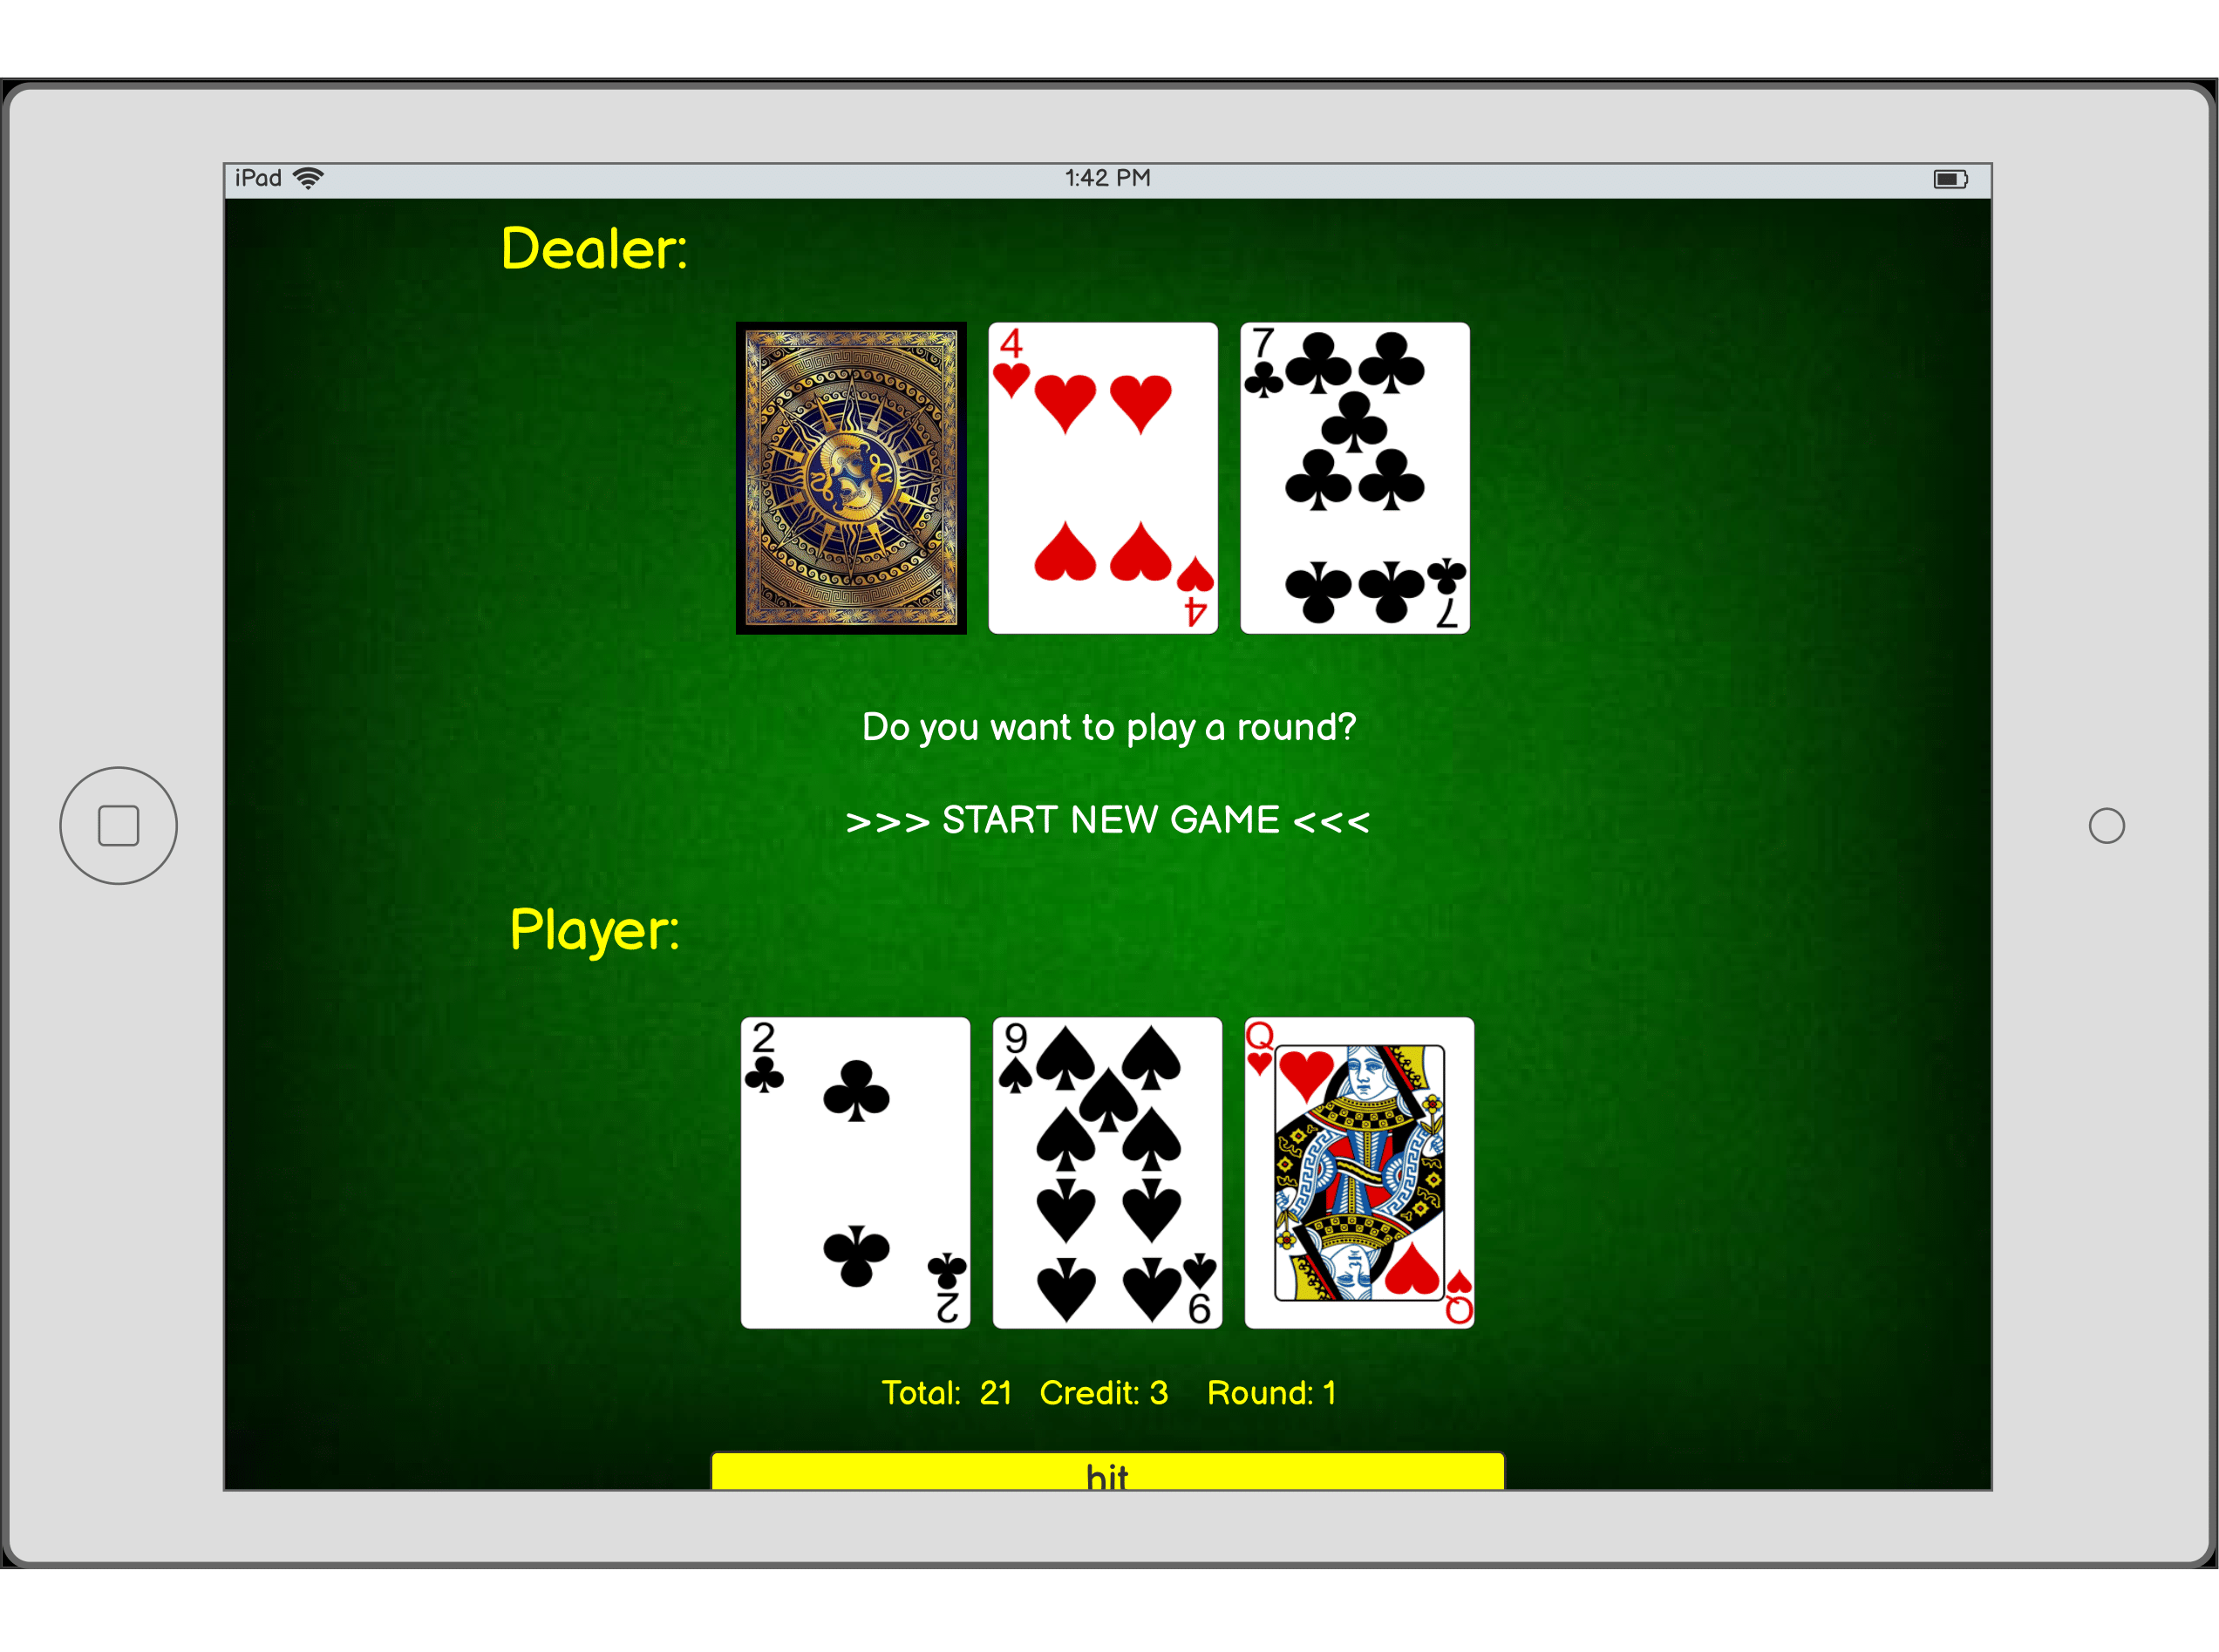 iPad 1:42 PM
Dealer:
4 7
4 7
Do you want to play a round?
>>> START NEW GAME <<<
Player:
2 9 Q
2 9 Q
Total: 21 Credit: 3 Round: 1
hit